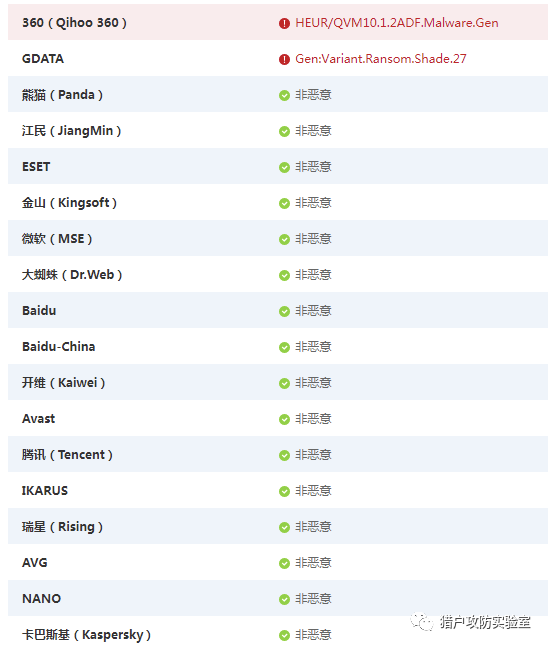 360（Qihoo 360） HEUR/QVM10.1.2ADF.Malware.Gen
GDATA Gen:Variant.Ransom.Shade.27
熊猫（Panda） 非恶意
江民（JiangMin） 非恶意
ESET 非恶意
金山（Kingsoft） 非恶意
微软（MSE） 非恶意
大蜘蛛（Dr.Web） 非恶意
Baidu 非恶意
Baidu-China 非恶意
开维（Kaiwei） 非恶意
Avast 非恶意
腾讯（Tencent） 非恶意
IKARUS 非恶意
瑞星（Rising） 非恶意
AVG 非恶意
NANO 非恶意
卡巴斯基（Kaspersky） 非恶意
猎户攻防实验室